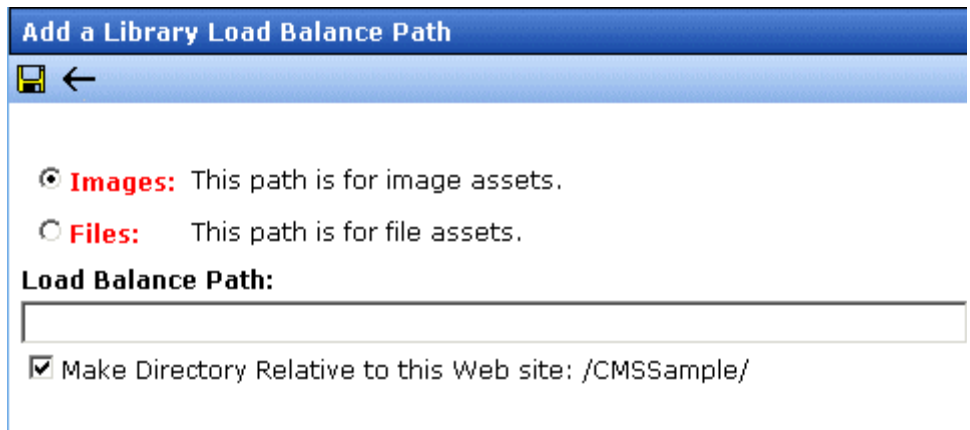 Add a Library Load Balance Path
Images: This path is for image assets.
Files: This path is for file assets.
Load Balance Path:
Make Directory Relative to this Web site: /CMSSample/